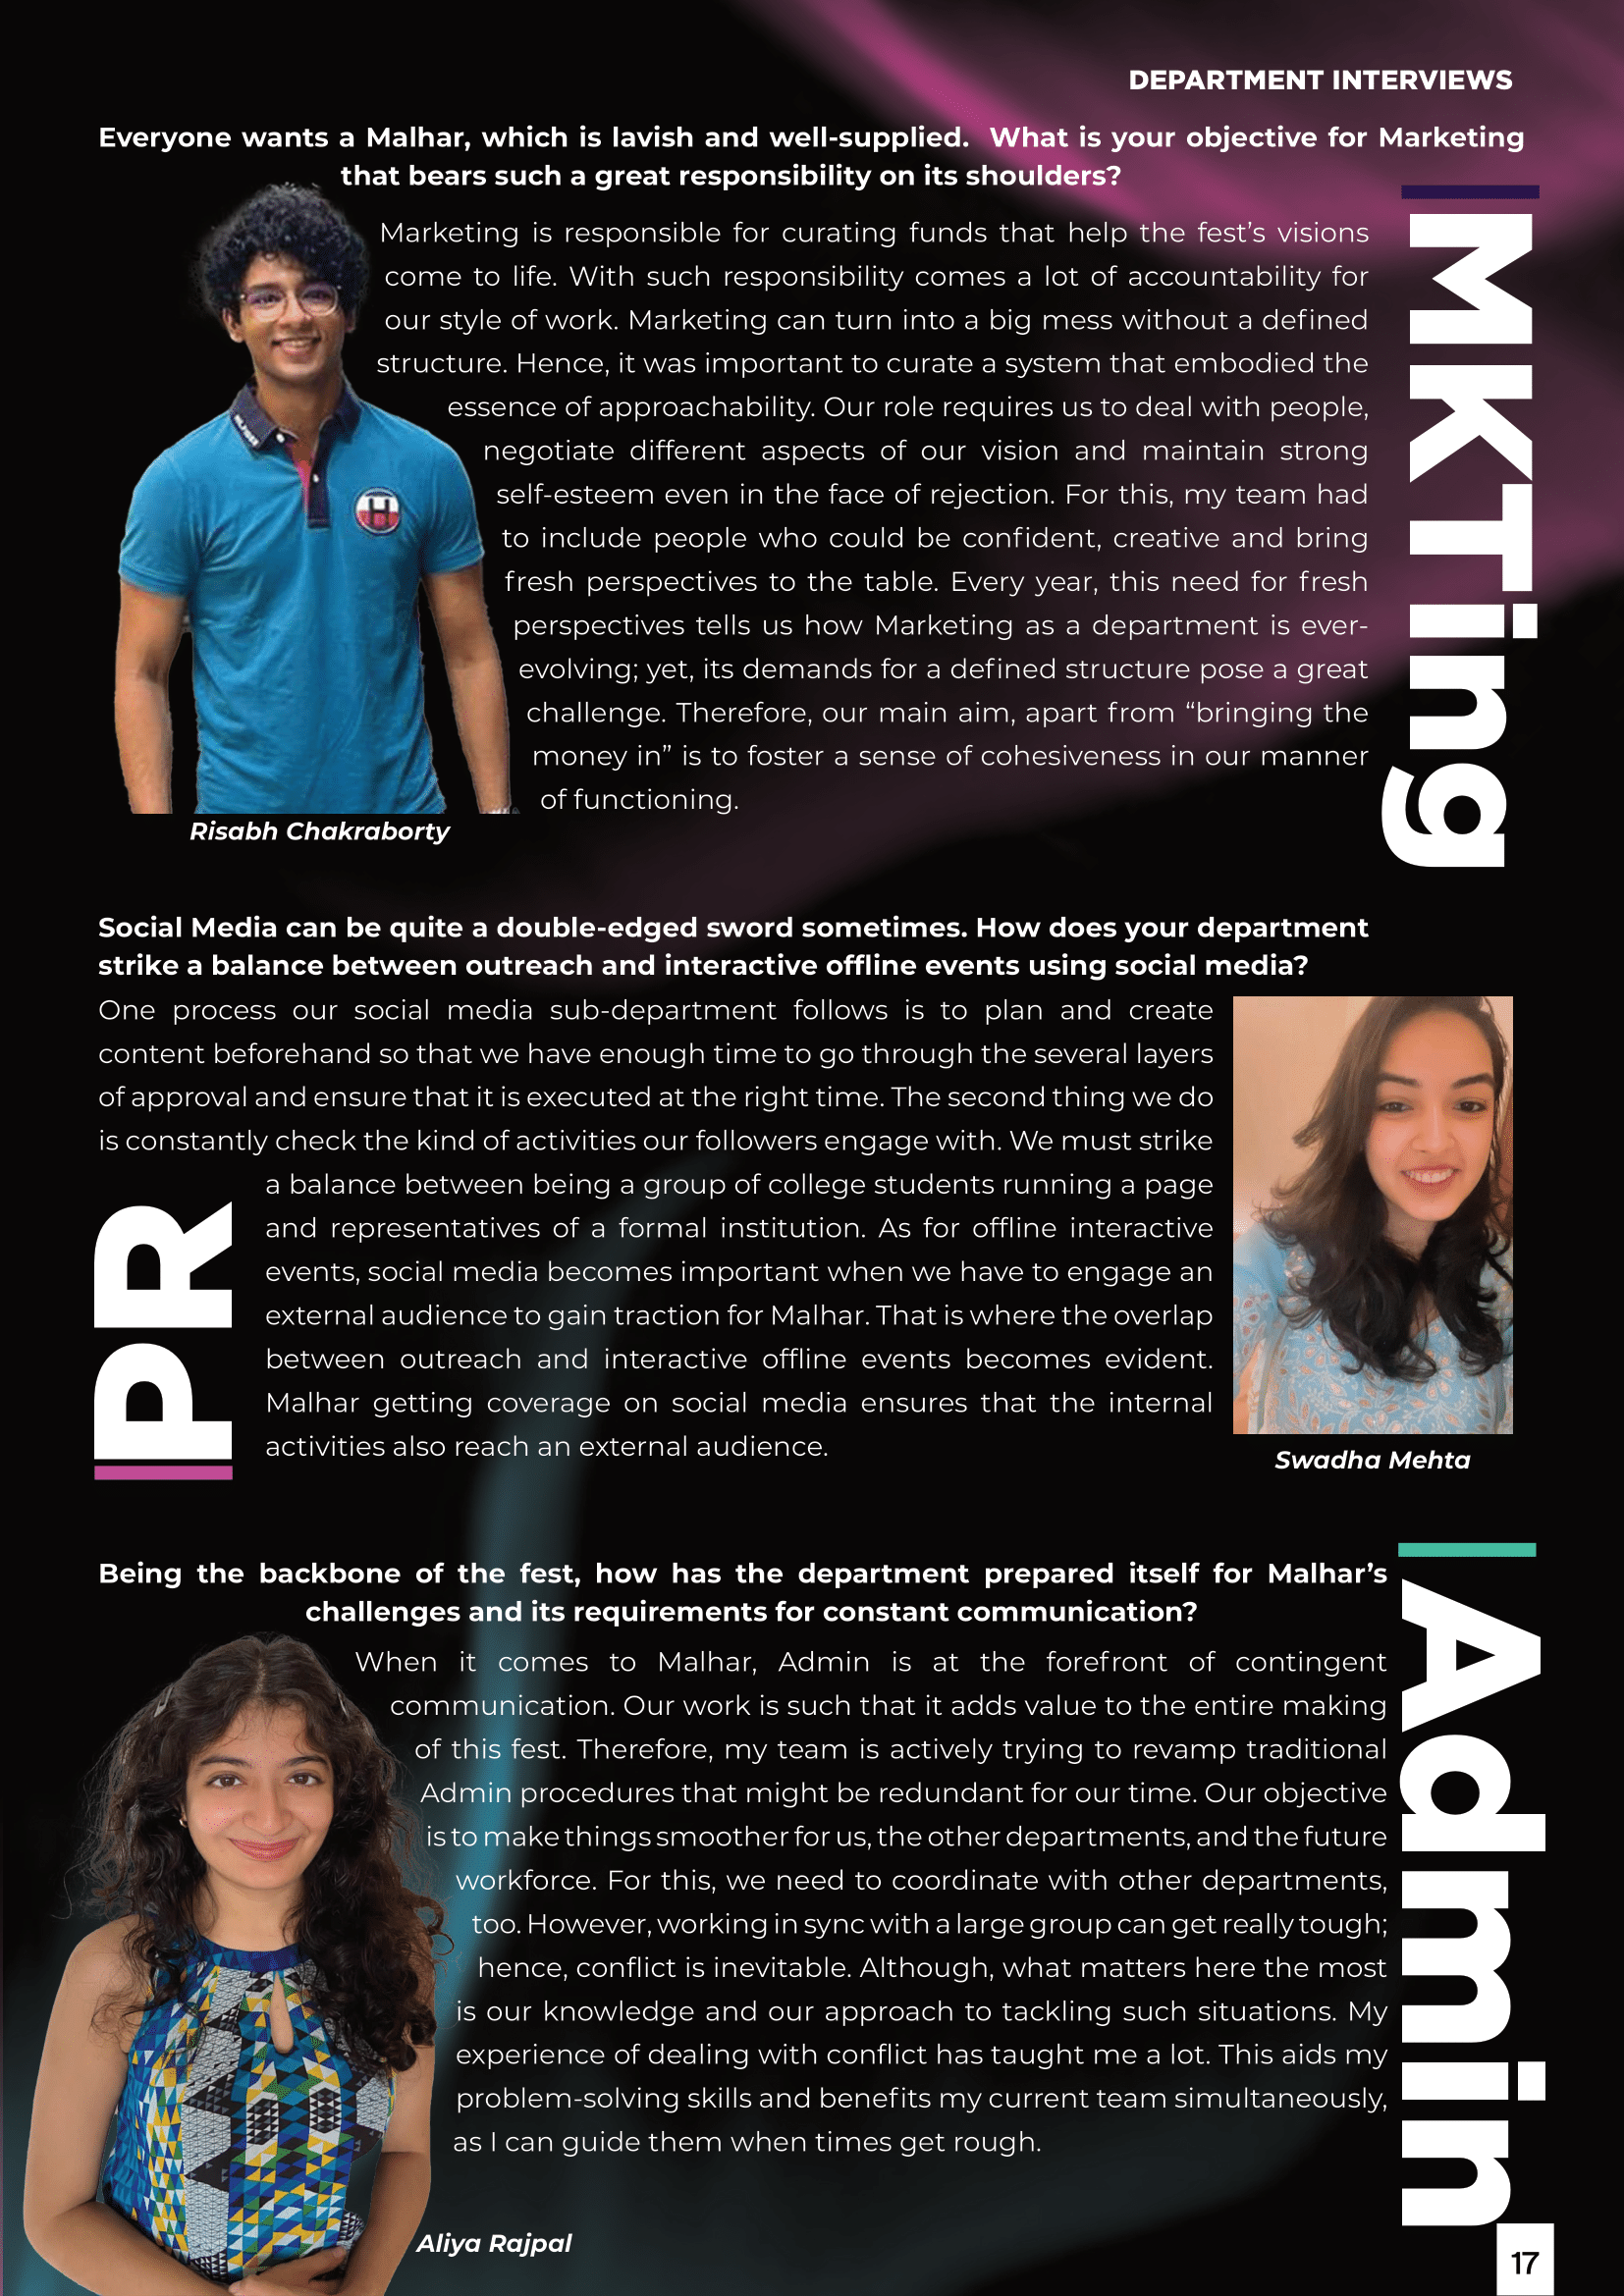 DEPARTMENT INTERVIEWS
Everyone wants a Malhar, which is lavish and well-supplied. What is your objective for Marketing
that bears such a great responsibility on its shoulders?
MKTing
Marketing is responsible for curating funds that help the fest’s visions
come to life. With such responsibility comes a lot of accountability for
our style of work. Marketing can turn into a big mess without a defined
structure. Hence, it was important to curate a system that embodied the
essence of approachability. Our role requires us to deal with people,
negotiate different aspects of our vision and maintain strong
self-esteem even in the face of rejection. For this, my team had
to include people who could be confident, creative and bring
fresh perspectives to the table. Every year, this need for fresh
perspectives tells us how Marketing as a department is ever-
evolving; yet, its demands for a defined structure pose a great
challenge. Therefore, our main aim, apart from “bringing the
money in” is to foster a sense of cohesiveness in our manner
of functioning.
Risabh Chakraborty
Social Media can be quite a double-edged sword sometimes. How does your department
strike a balance between outreach and interactive offline events using social media?
One process our social media sub-department follows is to plan and create
content beforehand so that we have enough time to go through the several layers
of approval and ensure that it is executed at the right time. The second thing we do
is constantly check the kind of activities our followers engage with. We must strike
a balance between being a group of college students running a page
and representatives of a formal institution. As for offline interactive
events, social media becomes important when we have to engage an
external audience to gain traction for Malhar. That is where the overlap
between outreach and interactive offline events becomes evident.
Malhar getting coverage on social media ensures that the internal
activities also reach an external audience.
PR
Swadha Mehta
Being the backbone of the fest, how has the department prepared itself for Malhar’s
challenges and its requirements for constant communication?
Admin
When it comes to Malhar, Admin is at the forefront of contingent
communication. Our work is such that it adds value to the entire making
of this fest. Therefore, my team is actively trying to revamp traditional
Admin procedures that might be redundant for our time. Our objective
is to make things smoother for us, the other departments, and the future
workforce. For this, we need to coordinate with other departments,
too. However, working in sync with a large group can get really tough;
hence, conflict is inevitable. Although, what matters here the most
is our knowledge and our approach to tackling such situations. My
experience of dealing with conflict has taught me a lot. This aids my
problem-solving skills and benefits my current team simultaneously,
as I can guide them when times get rough.
Aliya Rajpal
17